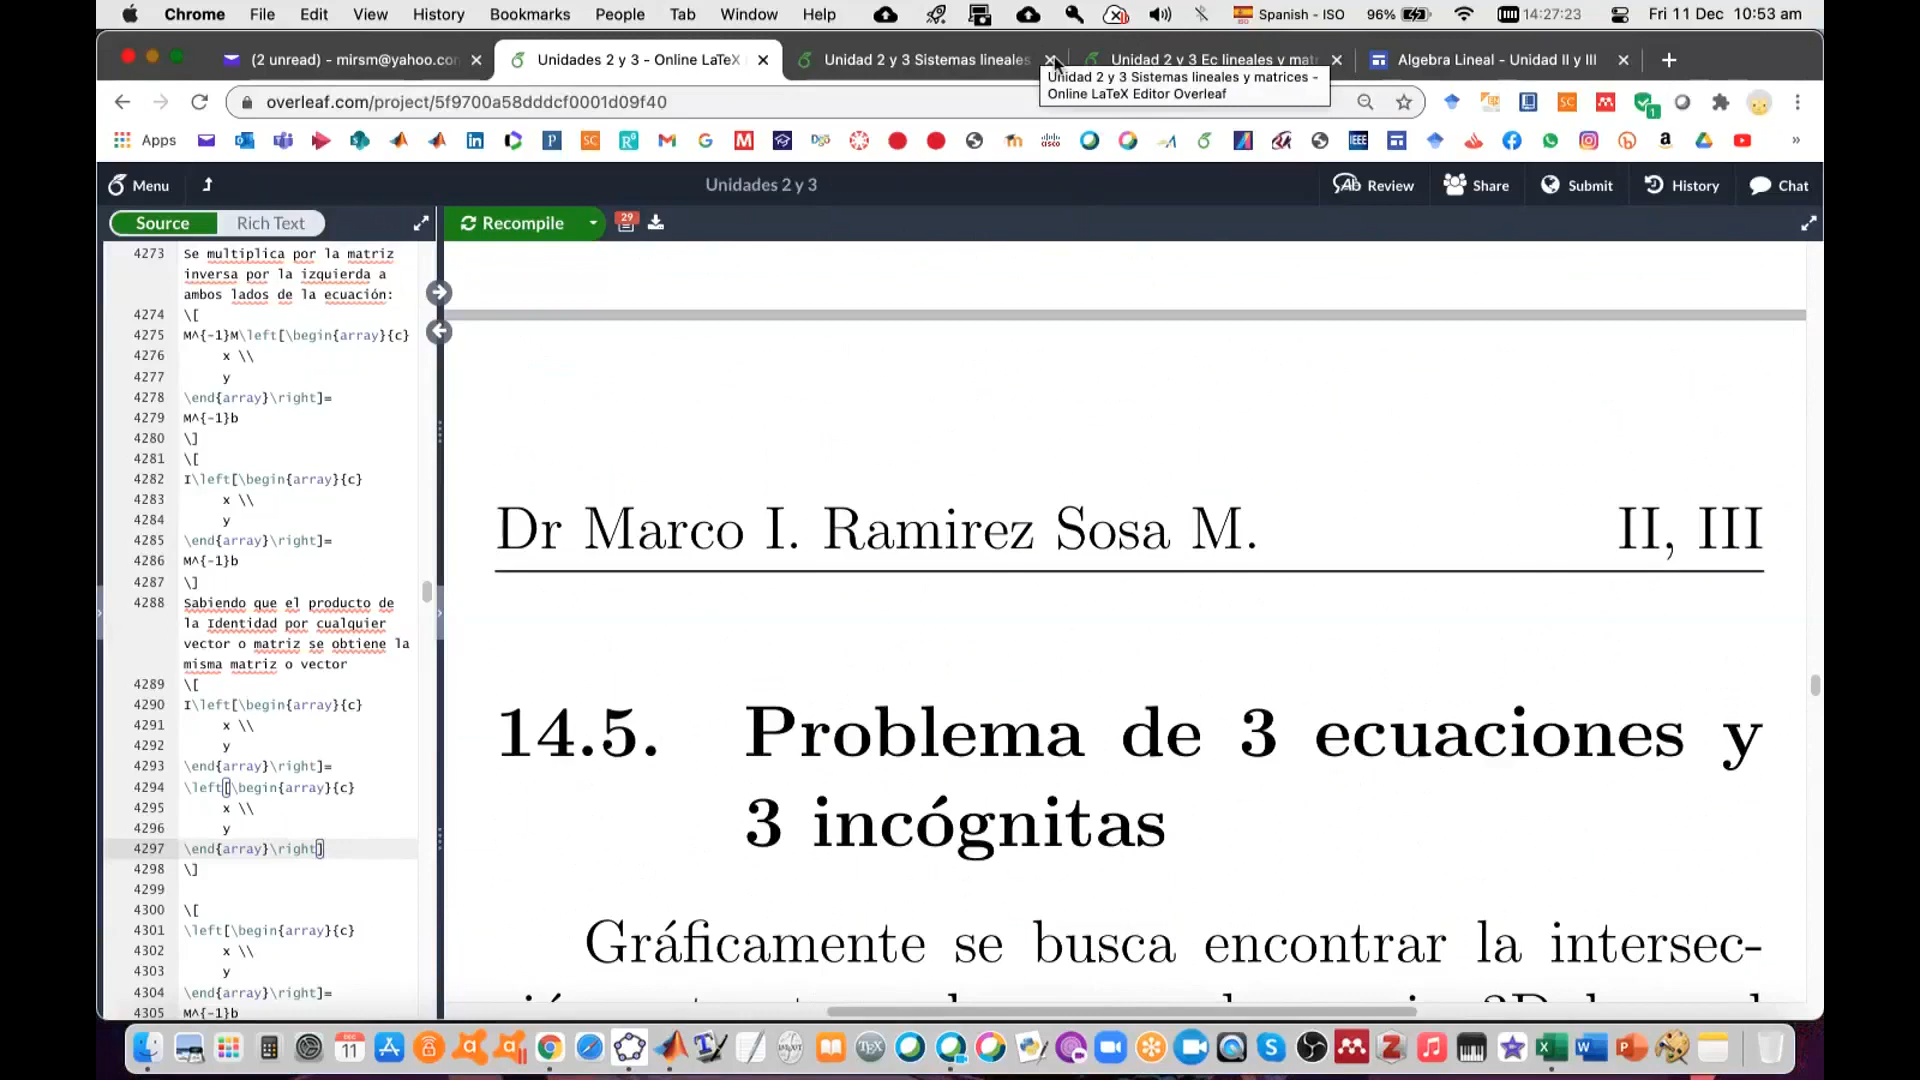 Chrome File Edit View History Bookmarks People Tab Window Help Spanish - ISO 96% 14:27:23 Fri 11 Dec 10:53 am
(2 unread) - mirsm@yahoo.co
Unidades 2 y 3 - Online LaTeX
Unidad 2 y 3 Sistemas lineales
Unidad 2 y 3 Ec lineales y mat
Algebra Lineal - Unidad II y III
Unidad 2 y 3 Sistemas lineales y matrices -
Online LaTeX Editor Overleaf
overleaf.com/project/5f9700a58dddcf0001d09f40
Apps
Menu
Unidades 2 y 3
Review Share Submit History Chat
Source Rich Text
Recompile 29
4273 Se multiplica por la matriz
inversa por la izquierda a
ambos lados de la ecuación:
4274 \[
4275 M^{-1}M\left[\begin{array}{c}
4276 x \\
4277 y
4278 \end{array}\right]=
4279 M^{-1}b
4280 \]
4281 \[
4282 I\left[\begin{array}{c}
4283 x \\
4284 y
4285 \end{array}\right]=
4286 M^{-1}b
4287 \]
4288 Sabiendo que el producto de
la Identidad por cualquier
vector o matriz se obtiene la
misma matriz o vector
4289 \[
4290 I\left[\begin{array}{c}
4291 x \\
4292 y
4293 \end{array}\right]=
4294 \left[\begin{array}{c}
4295 x \\
4296 y
4297 \end{array}\right]
4298 \]
4299
4300 \[
4301 \left[\begin{array}{c}
4302 x \\
4303 y
4304 \end{array}\right]=
4305 M^{-1}b
Dr Marco I. Ramirez Sosa M. II, III
14.5. Problema de 3 ecuaciones y
3 incógnitas
Gráficamente se busca encontrar la intersec-